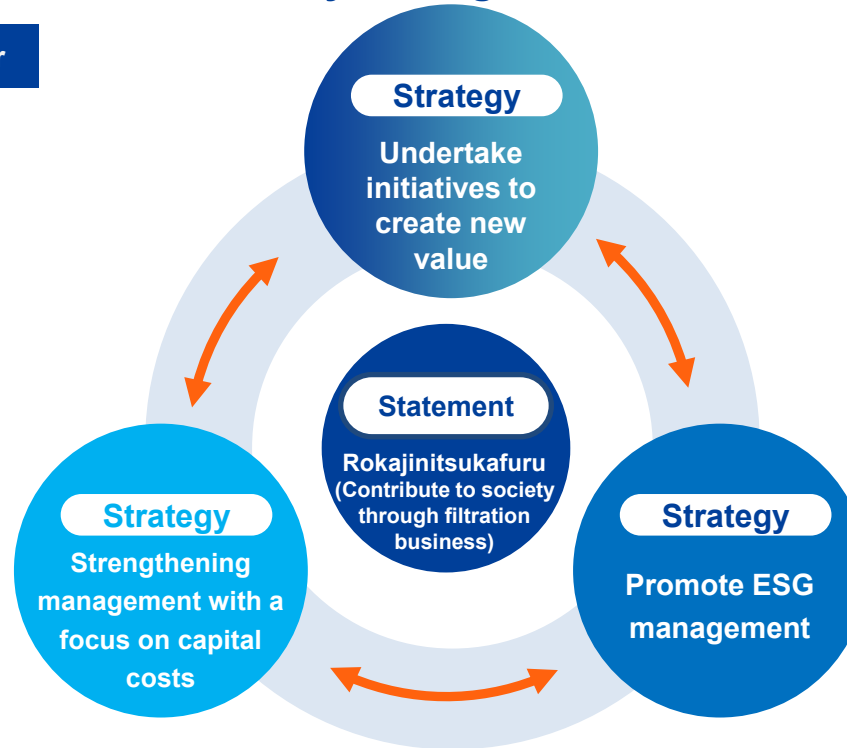 Strategy
Undertake
initiatives to
create new
value
Statement
Rokajinitsukafuru
(Contribute to society
through filtration
business)
Strategy
Strengthening
management with a
focus on capital
costs
Strategy
Promote ESG
management